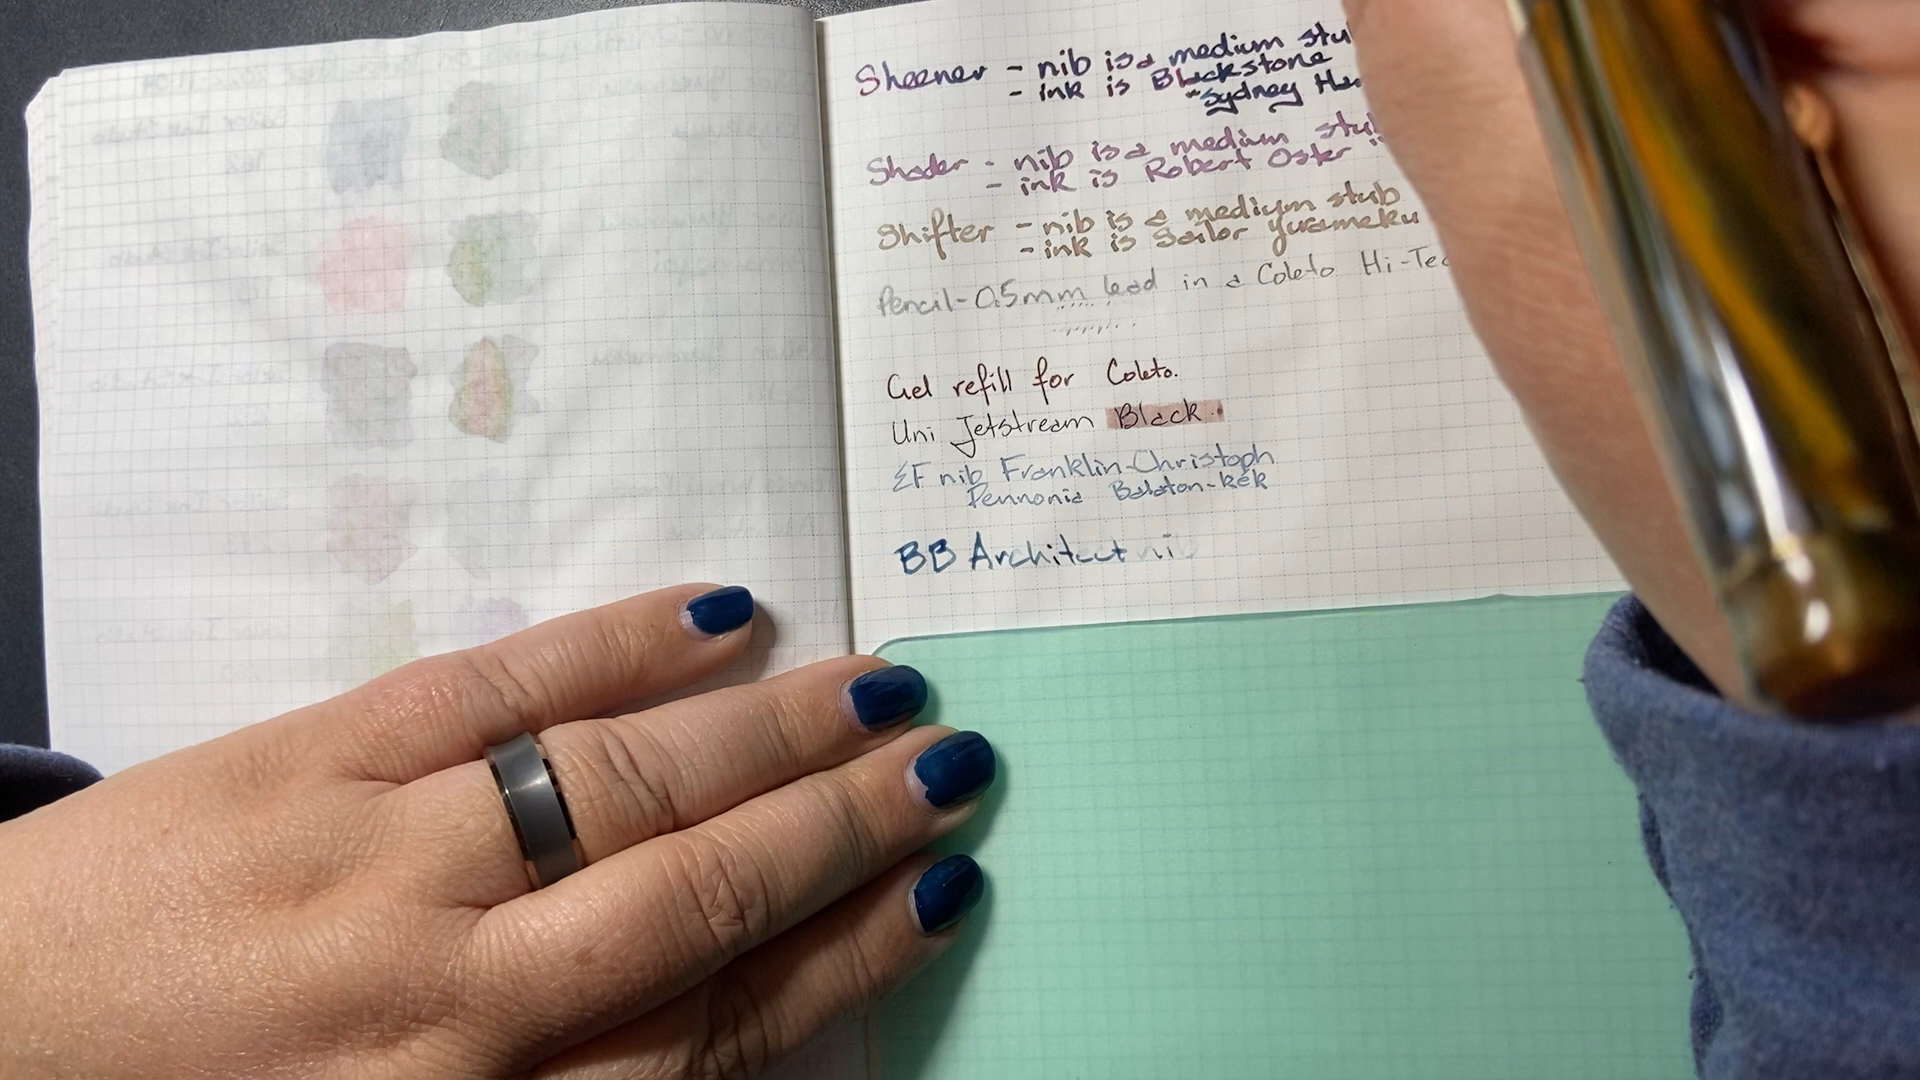 Sheener - nib is a medium stu
- ink is Blackstone
"Sydney Ha
Shader - nib is a medium stub
- ink is Robert Oster "
Shifter - nib is a medium stub
- ink is Sailor yurameku
Pencil - 0.5mm lead in a Coleto Hi-Tec
Gel refill for Coleto.
Uni Jetstream Black.
EF nib Franklin-Christoph
Pennonia Balaton-kék
BB Architect nib